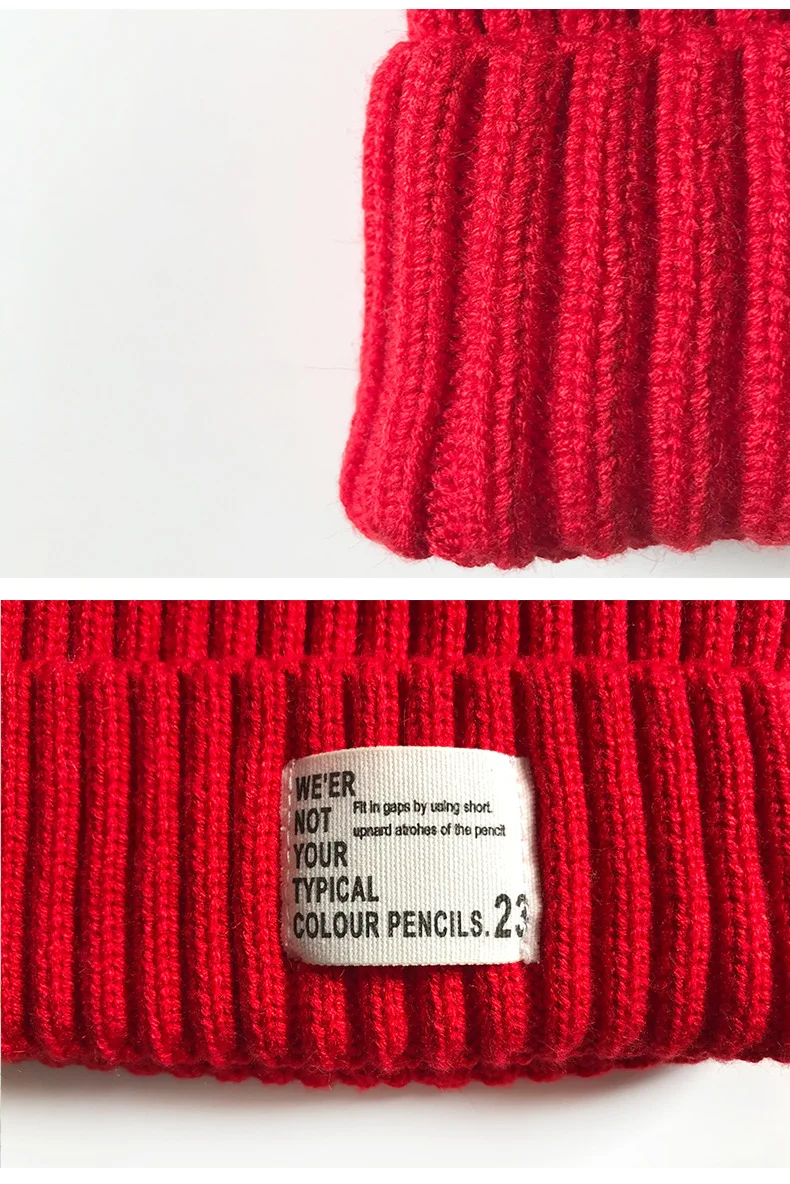 WE'ER
NOT
YOUR
TYPICAL
COLOUR PENCILS. 23
Fit in gaps by using short.
upnard atrohes of the pencit